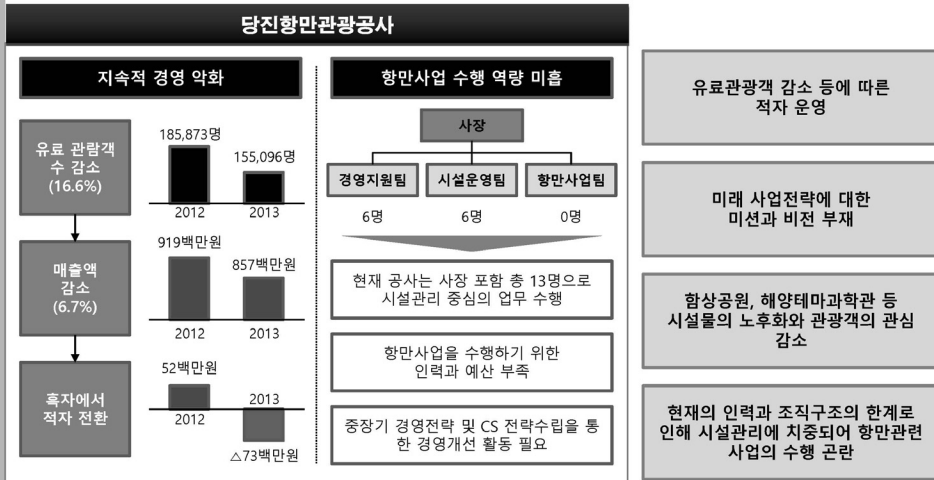 당진항만관광공사
지속적 경영 악화
유료 관람객
수 감소
(16.6%)
185,873명
155,096명
2012
2013
매출액
감소
(6.7%)
919백만원
857백만원
2012
2013
흑자에서
적자 전환
52백만원
2013
2012
△73백만원
항만사업 수행 역량 미흡
사장
경영지원팀
시설운영팀
항만사업팀
6명
6명
0명
현재 공사는 사장 포함 총 13명으로
시설관리 중심의 업무 수행
항만사업을 수행하기 위한
인력과 예산 부족
중장기 경영전략 및 CS 전략수립을 통
한 경영개선 활동 필요
유료관광객 감소 등에 따른
적자 운영
미래 사업전략에 대한
미션과 비전 부재
함상공원, 해양테마과학관 등
시설물의 노후화와 관광객의 관심
감소
현재의 인력과 조직구조의 한계로
인해 시설관리에 치중되어 항만관련
사업의 수행 곤란